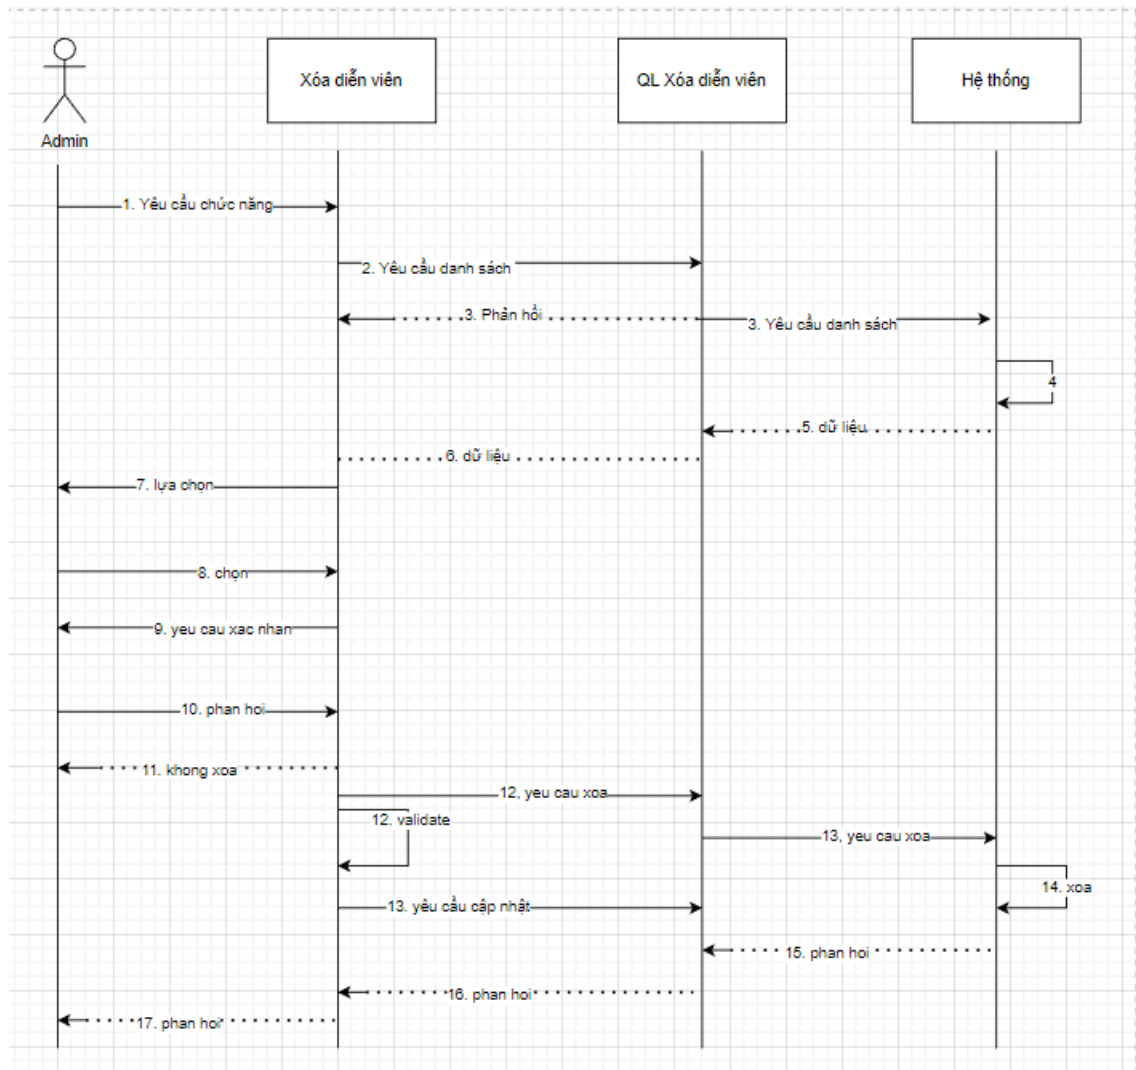 Xóa diễn viên
QL Xóa diễn viên
Hệ thống
Admin
1. Yêu cầu chức năng
2. Yêu cầu danh sách
3. Phản hồi
3. Yêu cầu danh sách
4
5. dữ liệu
6. dữ liệu
7. lựa chọn
8. chọn
9. yeu cau xac nhan
10. phan hoi
11. khong xoa
12, yeu cau xoa
12. validate
13, yeu cau xoa
14. xoa
13. yêu cầu cập nhật
15. phan hoi
16. phan hoi
17. phan hoi